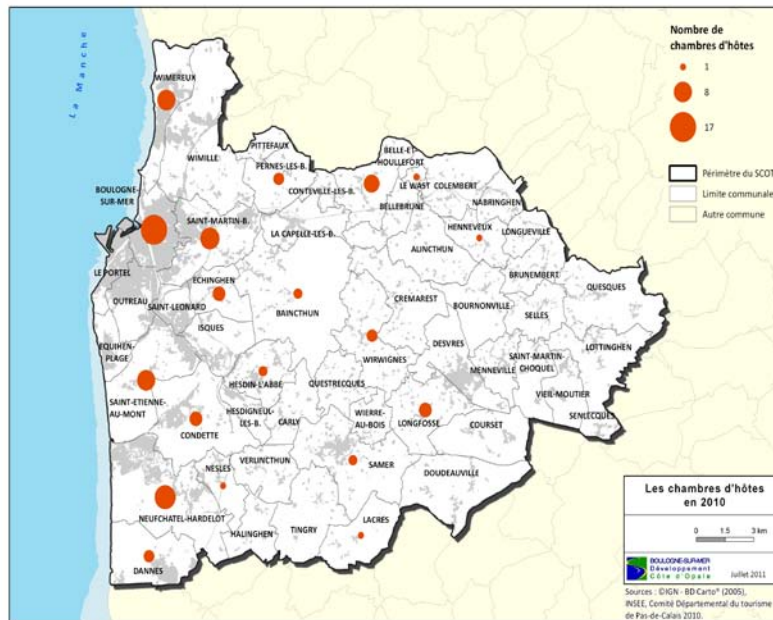 La Manche
Nombre de
chambres d'hôtes
1
8
17
Périmètre du SCOT
Limite communale
Autre commune
WIMEREUX
WIMILLE
PITTEFAUX
PERNES-LES-B.
CONTEVILLE-LES-B.
BELLE-ET-
HOULLEFORT
LE WAST
COLEMBERT
BELLEBRUNE
NABRINGHEN
BOULOGNE-
SUR-MER
SAINT-MARTIN-B.
LA CAPELLE-LES-B.
HENNEVEUX
LONGUEVILLE
ALINCTHUN
BRUNEMBERT
LE PORTEL
ECHINGHEN
OUTREAU
SAINT-LEONARD
BAINCTHUN
CREMAREST
BOURNONVILLE
SELLES
QUESQUES
ISQUES
EQUIHEN-
PLAGE
WIRWIGNES
DESVRES
LOTTINGHEN
SAINT-MARTIN-
CHOQUEL
MENNEVILLE
HESDIN-L'ABBE
QUESTRECQUES
VIEIL-MOUTIER
SAINT-ETIENNE-
AU-MONT
HESDIGNEUL-
LES-B.
CARLY
WIERRE-
AU-BOIS
LONGFOSSE
COURSET
SENLECQUES
CONDETTE
VERLINCTHUN
SAMER
DOUDEAUVILLE
NESLES
NEUFCHATEL-HARDELOT
HALINGHEN
TINGRY
LACRES
DANNES
Les chambres d'hôtes
en 2010
0 1.5 3 km
BOULOGNE-SUR-MER
Développement
Côte d'Opale
Juillet 2011
Sources : ©IGN - BD Carto® (2005),
INSEE, Comité Départemental du tourisme
de Pas-de-Calais 2010.